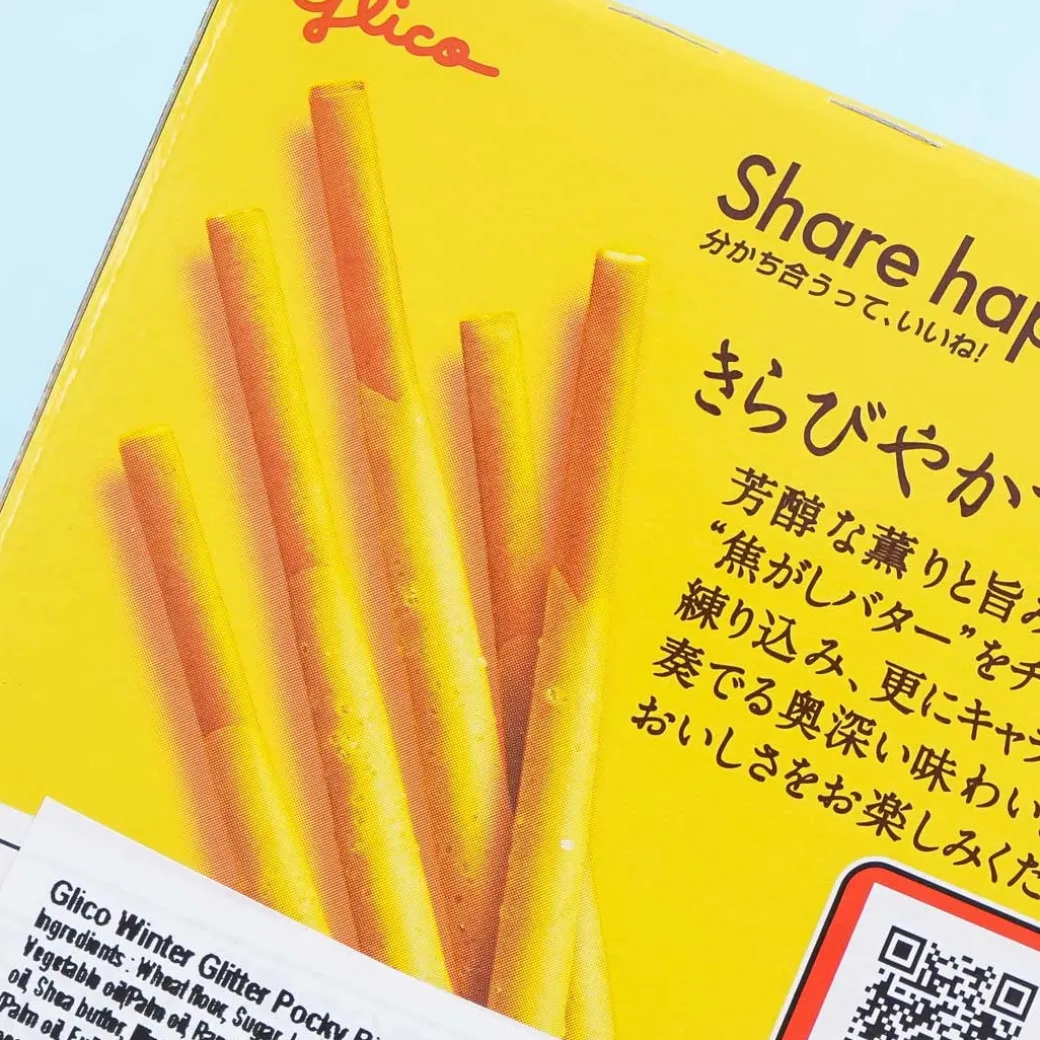 Glico
Share hap
分かち合うって、いいね!
きらびやか
芳醇な薫りと旨み
“焦がしバター”をチ
練り込み、更にキャラ
奏でる奥深い味わい
おいしさをお楽しみくだ
Glico Winter Glitter Pocky
Ingredients : Wheat flour, Sugar,
Vegetable oil(Palm oil,
oil, Shea butter,
(Palm oil,